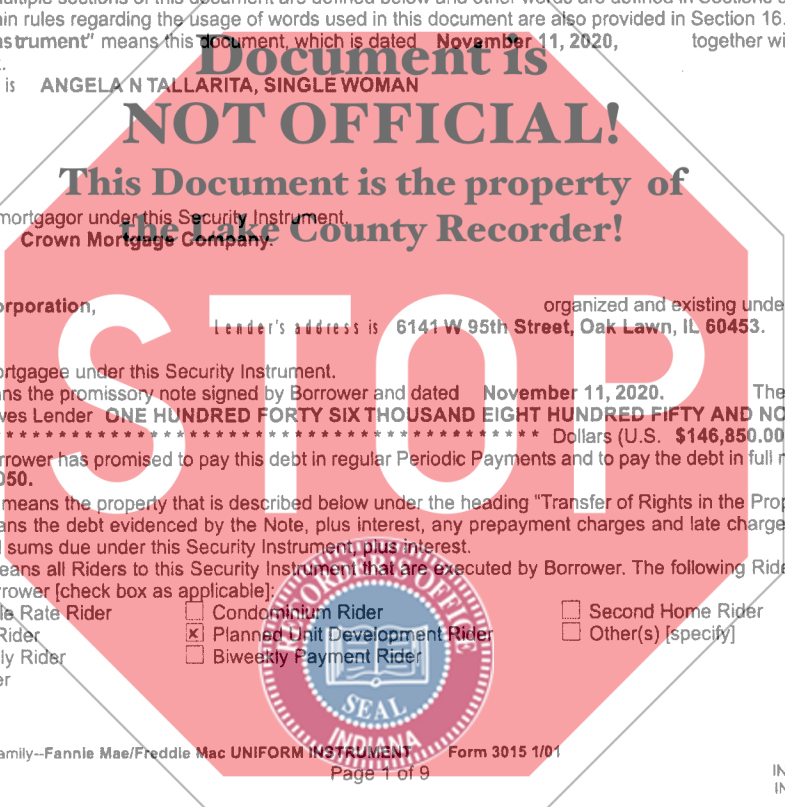 ultiple sections of this document are defined below and other words are defined in Sections
ain rules regarding the usage of words used in this document are also provided in Section 16.
nstrument" means this document, which is dated November 11, 2020, together wi
Document is
is ANGELA N TALLARITA, SINGLE WOMAN
NOT OFFICIAL!
This Document is the property of
mortgagor under this Security Instrument.
the Lake County Recorder!
Crown Mortgage Company.
orporation, organized and existing unde
Lender's address is 6141 W 95th Street, Oak Lawn, IL 60453.
STOP
ortgagee under this Security Instrument.
ans the promissory note signed by Borrower and dated November 11, 2020. The
wes Lender ONE HUNDRED FORTY SIX THOUSAND EIGHT HUNDRED FIFTY AND NO
* * * * * * * * * * * * * * * * * * * * * * * * * * * * * * * * * * * * * * * * Dollars (U.S. $146,850.00
rrower has promised to pay this debt in regular Periodic Payments and to pay the debt in full
050.
means the property that is described below under the heading "Transfer of Rights in the Prop
ans the debt evidenced by the Note, plus interest, any prepayment charges and late charge
l sums due under this Security Instrument, plus interest.
eans all Riders to this Security Instrument that are executed by Borrower. The following Ride
rrower [check box as applicable]:
le Rate Rider Condominium Rider Second Home Rider
Rider x Planned Unit Development Rider Other(s) [specify]
ly Rider Biweekly Payment Rider
er
RECORDER'S OFFICE
SEAL
INDIANA
amily--Fannie Mae/Freddie Mac UNIFORM INSTRUMENT Form 3015 1/01
Page 1 of 9
IN
IN